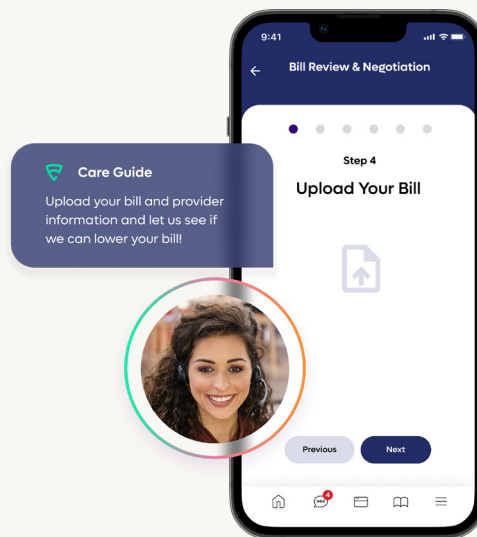 9:41
Bill Review & Negotiation
Step 4
Upload Your Bill
Care Guide
Upload your bill and provider
information and let us see if
we can lower your bill!
Previous
Next
4